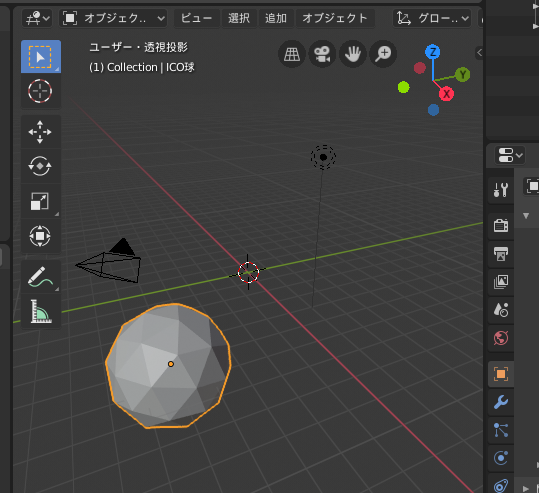 オブジェク.. ビュー 選択 追加 オブジェクト グロー..
ユーザー・透視投影
(1) Collection | ICO球
Z
Y
X